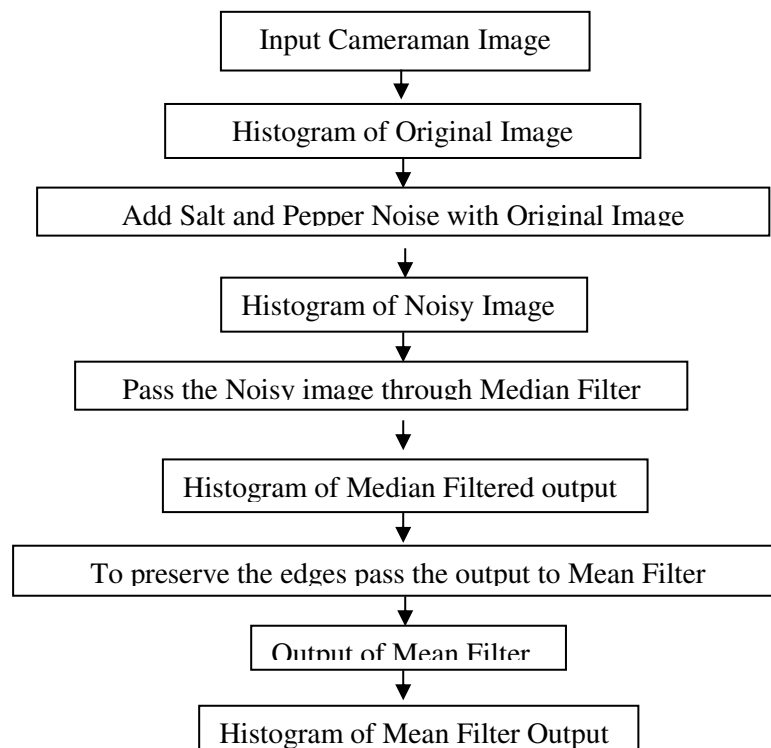 Input Cameraman Image
Histogram of Original Image
Add Salt and Pepper Noise with Original Image
Histogram of Noisy Image
Pass the Noisy image through Median Filter
Histogram of Median Filtered output
To preserve the edges pass the output to Mean Filter
Output of Mean Filter
Histogram of Mean Filter Output